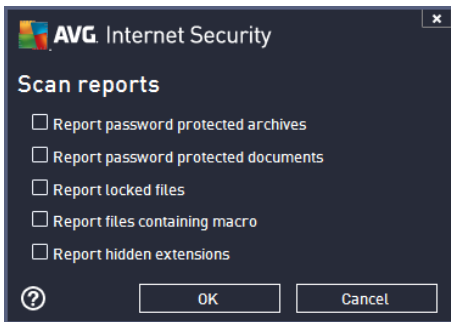 AVG. Internet Security
Scan reports
Report password protected archives
Report password protected documents
Report locked files
Report files containing macro
Report hidden extensions
OK
Cancel